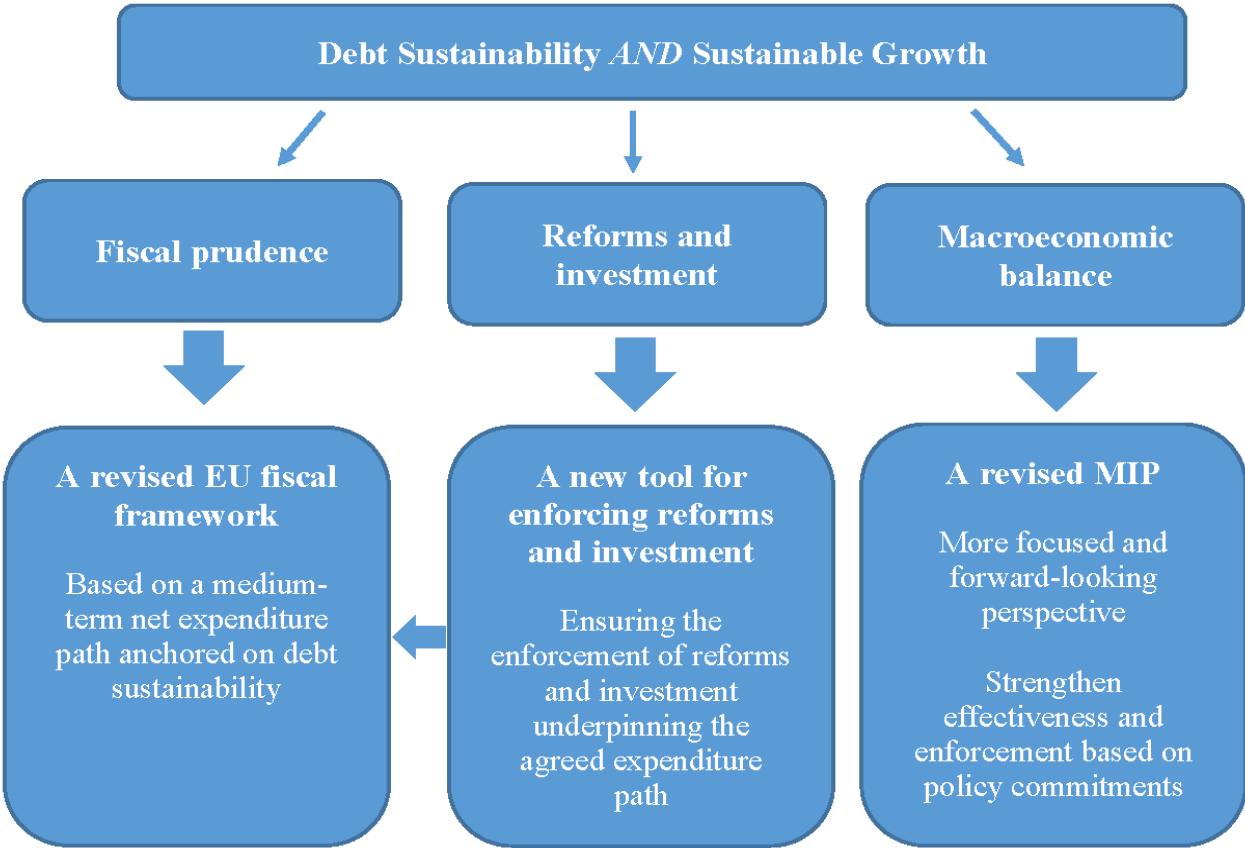 Debt Sustainability AND Sustainable Growth
Fiscal prudence
Reforms and
investment
Macroeconomic
balance
A revised EU fiscal
framework
Based on a medium-
term net expenditure
path anchored on debt
sustainability
A new tool for
enforcing reforms
and investment
Ensuring the
enforcement of reforms
and investment
underpinning the
agreed expenditure
path
A revised MIP
More focused and
forward-looking
perspective
Strengthen
effectiveness and
enforcement based on
policy commitments